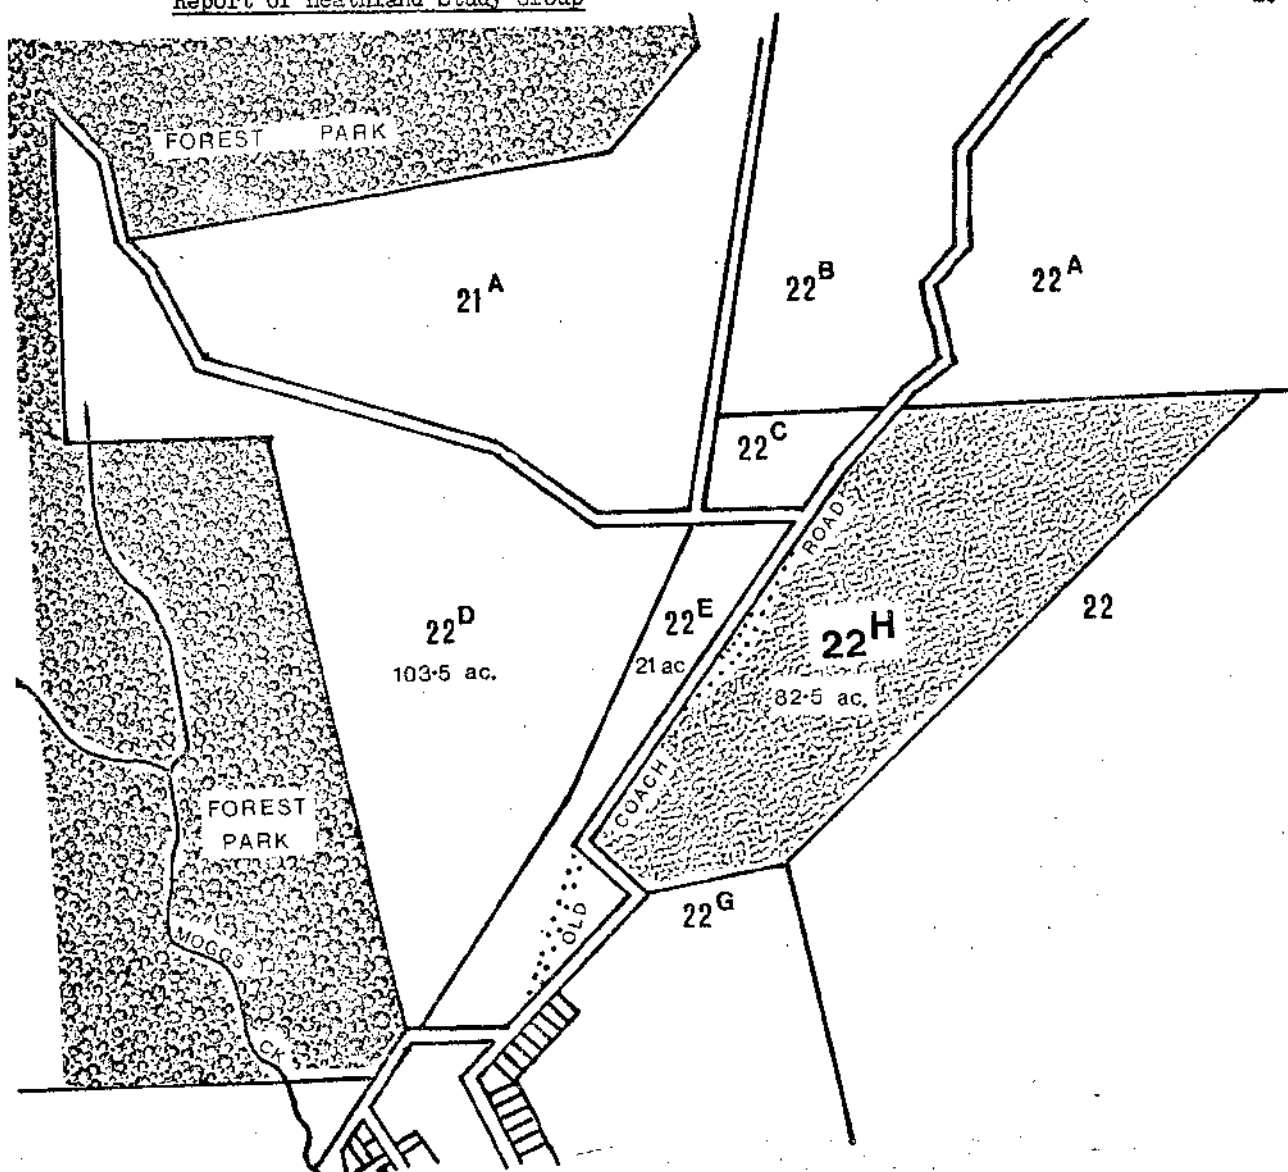 Report of Heathland Study Group
FOREST PARK
21A
22B
22A
22C
ROAD
22D
103·5 ac.
22E
21 ac
22H
82·5 ac.
22
COACH
FOREST
PARK
OLD
22G
MOGGS
CK